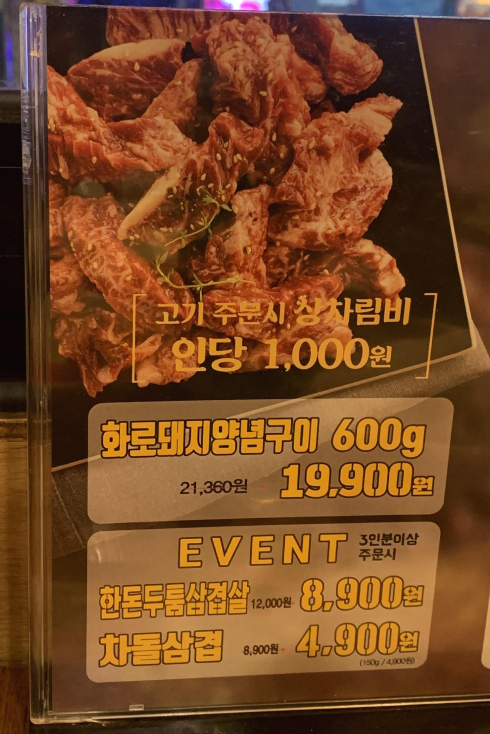 고기 주문시, 상차림비
인당 1,000원
화로돼지양념구이 600g
21,360원 19,900원
EVENT 3인분이상 주문시
한돈두툼삼겹살 12,000원 8,900원
차돌삼겹 8,900원 4,900원
(150g / 4,900원)